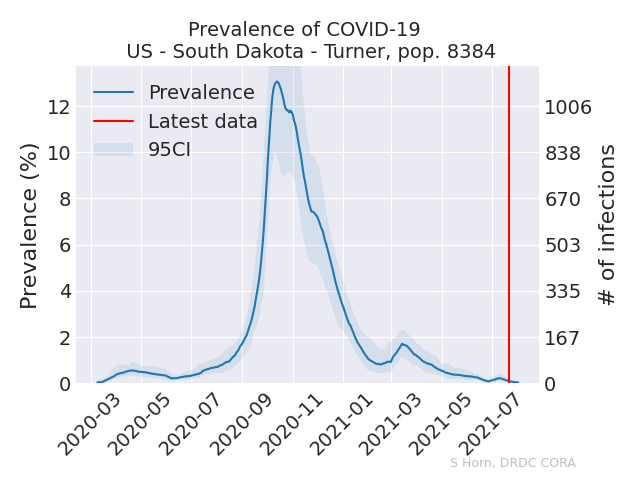 Prevalence of COVID-19
US - South Dakota - Turner, pop. 8384
Prevalence
Latest data
95CI
Prevalence (%)
12
10
8
6
4
2
0
1006
838
670
503
335
167
0
# of infections
2020-03
2020-05
2020-07
2020-09
2020-11
2021-01
2021-03
2021-05
2021-07
S Horn, DRDC CORA